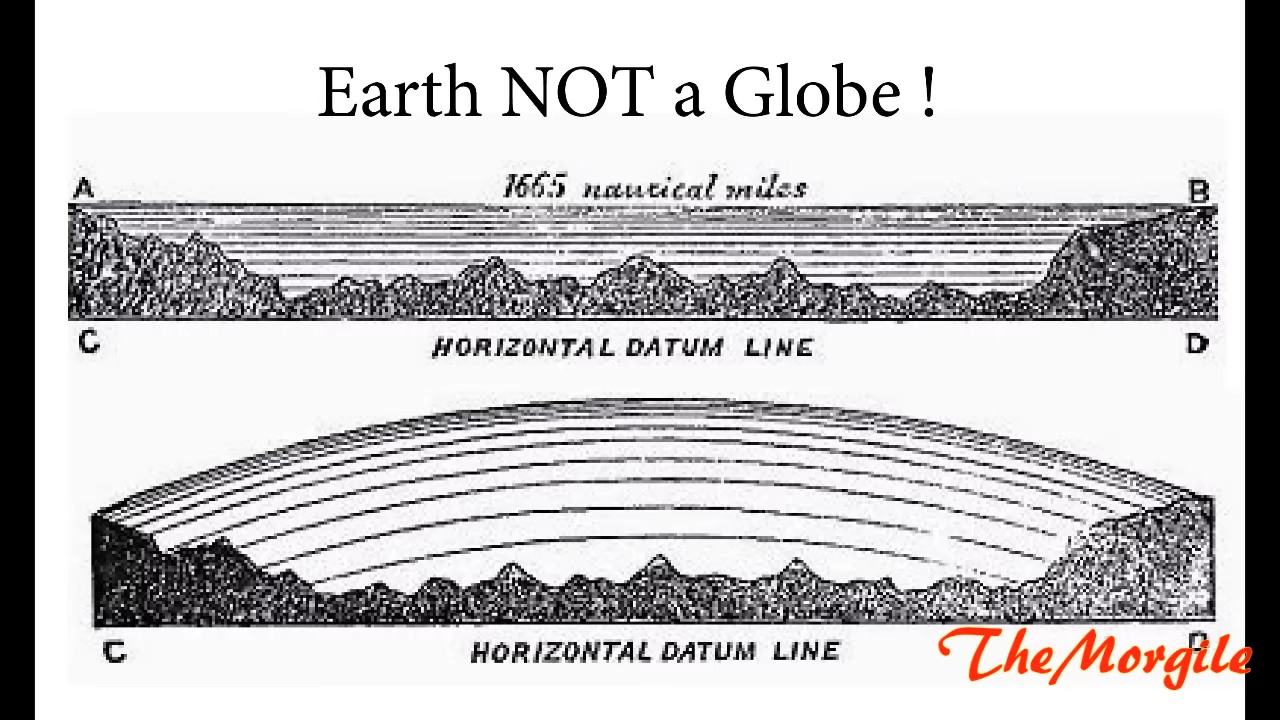 Earth NOT a Globe !
A
1665 nautical miles
B
C
HORIZONTAL DATUM LINE
D
C
HORIZONTAL DATUM LINE
D
TheMorgile